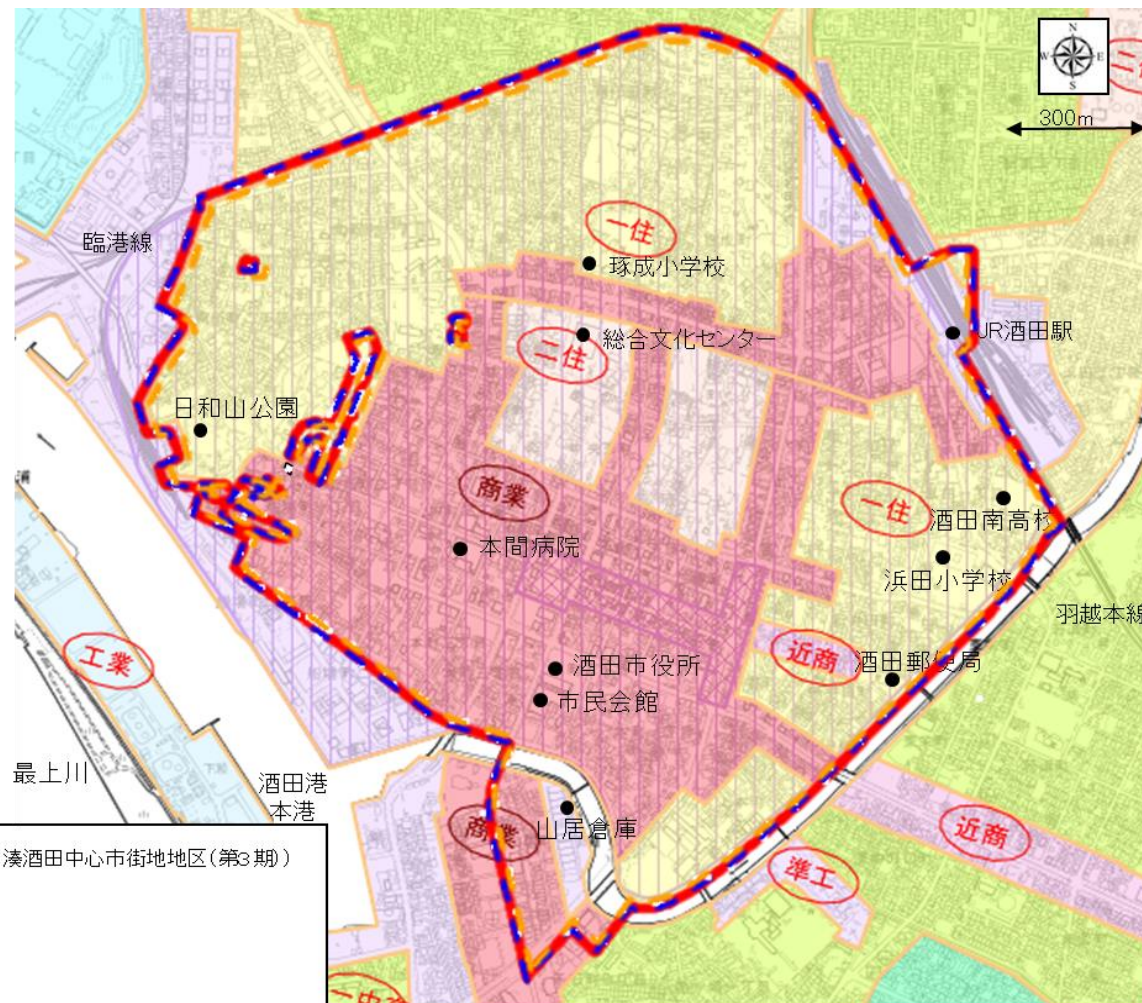 N
W
E
S
300m
臨港線
一住
琢成小学校
総合文化センター
二住
JR酒田駅
日和山公園
商業
一住
酒田南高校
本間病院
浜田小学校
羽越本線
工業
近商
酒田郵便局
酒田市役所
市民会館
最上川
酒田港
本港
商業
山居倉庫
近商
準工
湊酒田中心市街地地区(第3期))